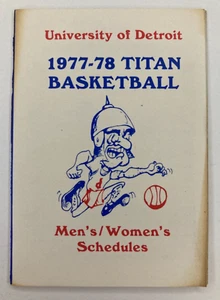 University of Detroit
1977-78 TITAN
BASKETBALL
Men's/Women's
Schedules